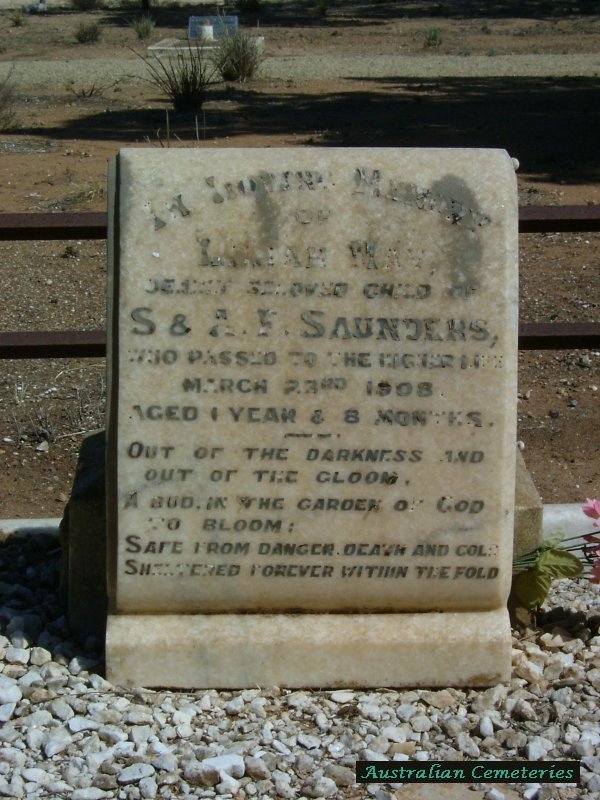 In Loving Memory
OF
Lilian May,
DEARLY BELOVED CHILD OF
S & A. F. Saunders,
WHO PASSED TO THE HIGHER LIFE
MARCH 23RD 1908
AGED 1 YEAR & 8 MONTHS.
Out of the darkness and
out of the gloom,
A bud, in the garden of God
to bloom;
Safe from danger, death and cold
Sheltered forever within the fold
Australian Cemeteries